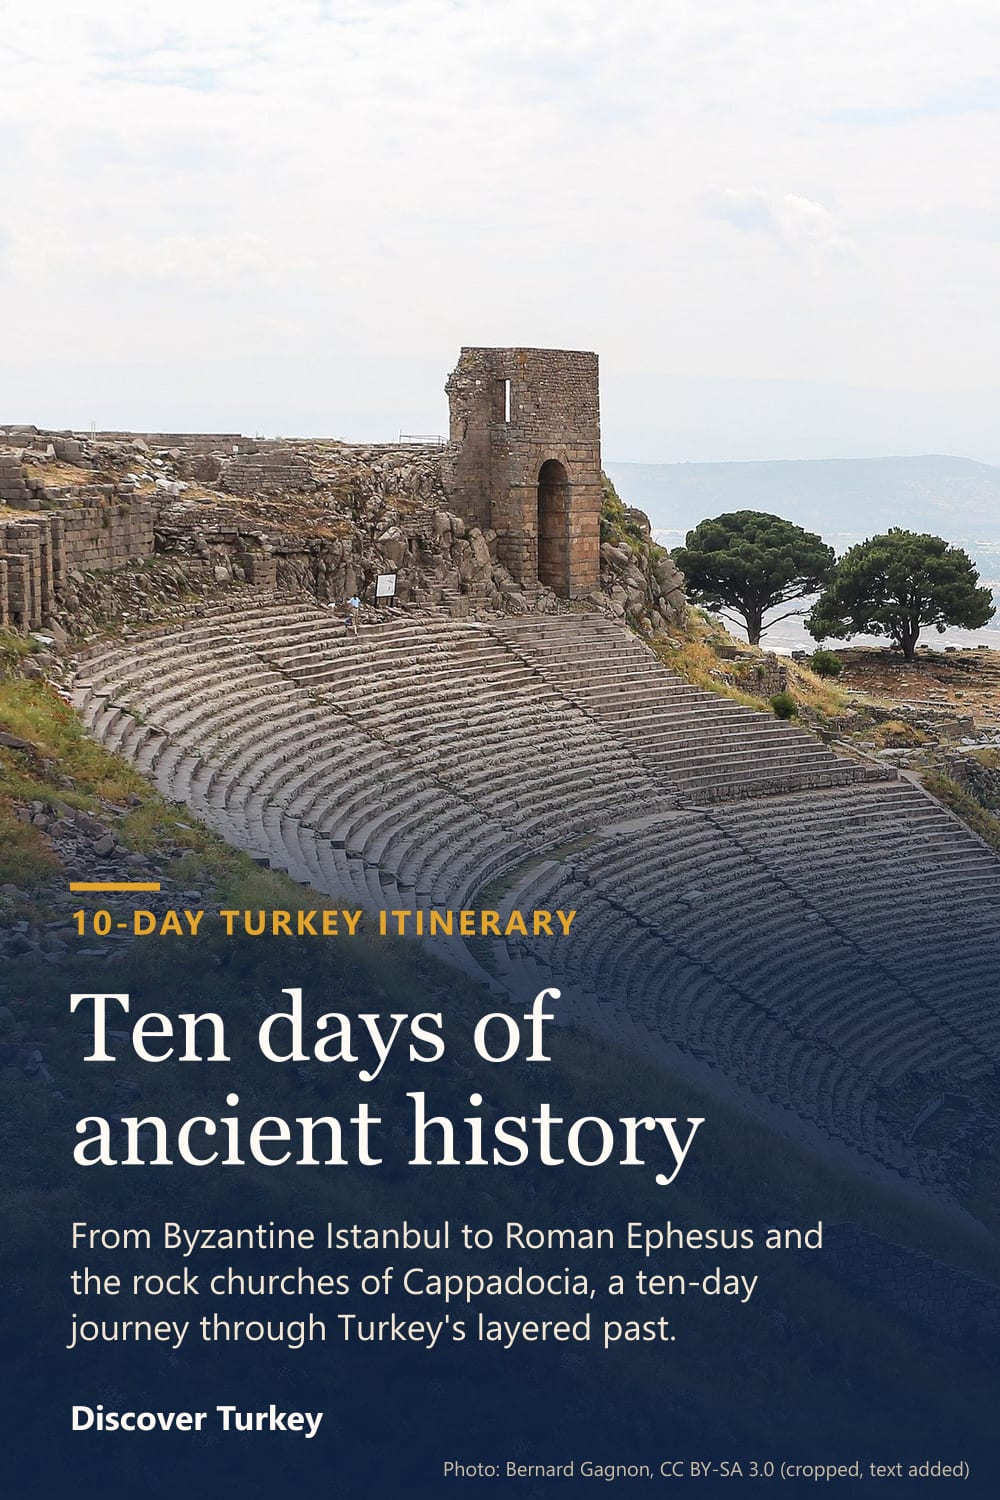 10-DAY TURKEY ITINERARY
Ten days of
ancient history
From Byzantine Istanbul to Roman Ephesus and
the rock churches of Cappadocia, a ten-day
journey through Turkey's layered past.
Discover Turkey
Photo: Bernard Gagnon, CC BY-SA 3.0 (cropped, text added)